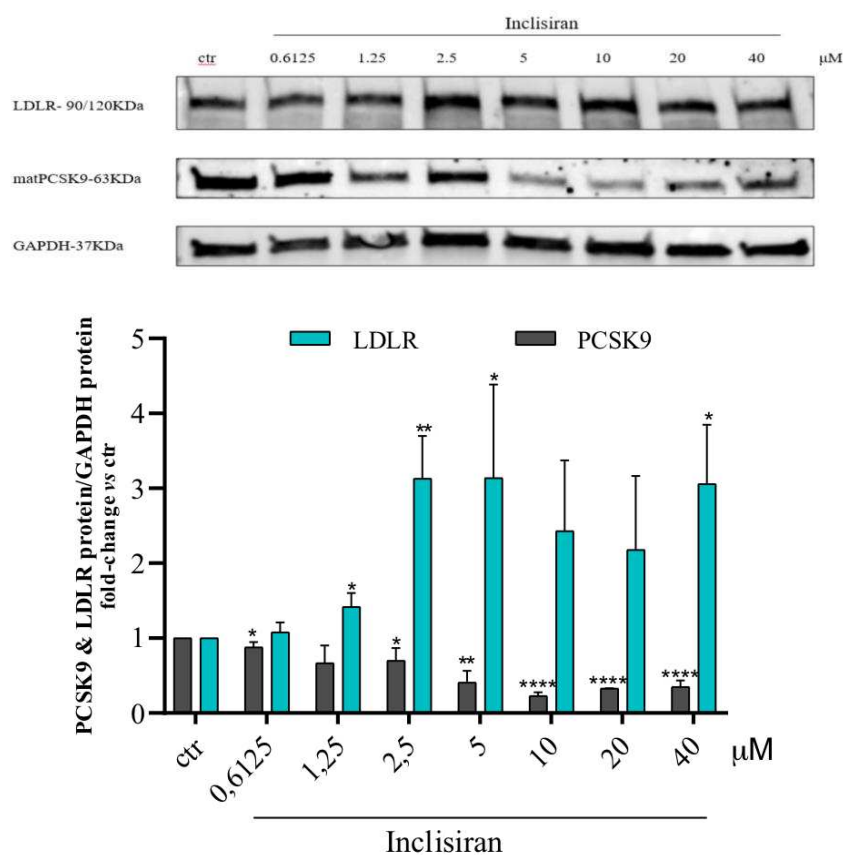 Inclisiran
ctr 0.6125 1.25 2.5 5 10 20 40 μM
LDLR- 90/120KDa
matPCSK9-63KDa
GAPDH-37KDa
PCSK9 & LDLR protein/GAPDH protein
fold-change vs ctr
5
4
3
2
1
0
LDLR PCSK9
* * ** * * ** **** **** **** *
ctr 0,6125 1,25 2,5 5 10 20 40 μM
Inclisiran